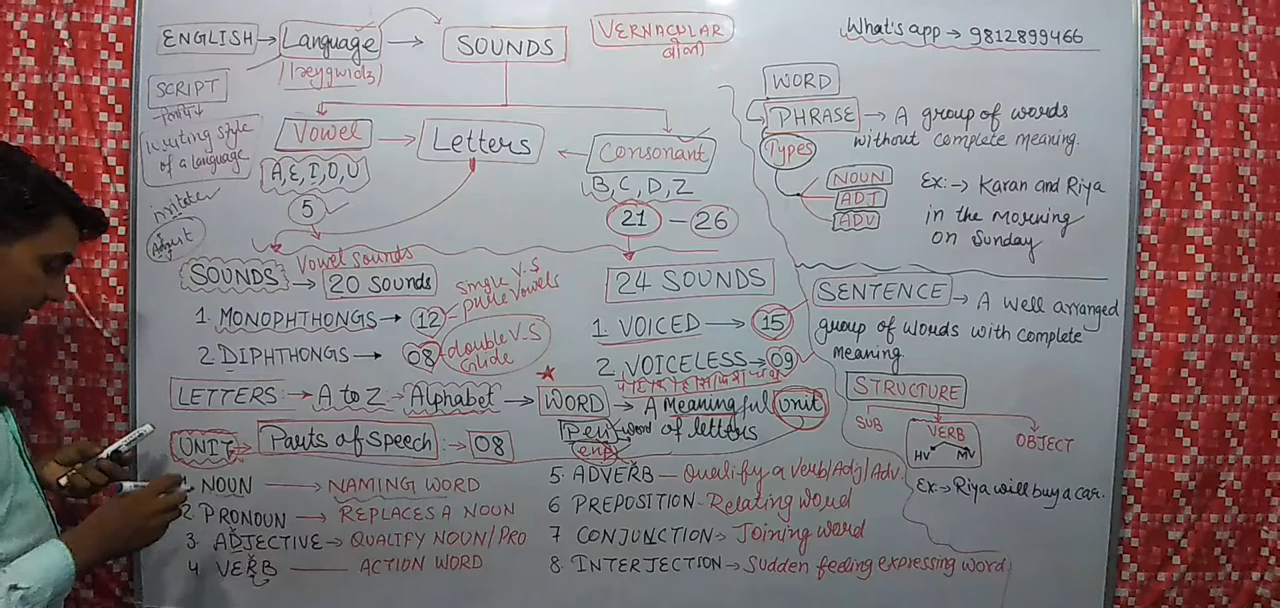 ENGLISH → Language → SOUNDS
VERNACULAR
बोली
What's app → 9812899466
SCRIPT
लिपि
Writing style
of a language
imitate
Vowel → Letters ← Consonant
A, E, I, O, U
B, C, D, Z
5
21 - 26
WORD
PHRASE → A group of words
without complete meaning.
Types
NOUN
ADJ
ADV
Ex:→ Karan and Riya
in the Morning
on Sunday
Vowel Sounds
SOUNDS → 20 Sounds
1. MONOPHTHONGS → 12 - single V.S
pure vowels
2. DIPHTHONGS → 08 - double V.S
Glide
24 SOUNDS
1. VOICED → 15
2. VOICELESS → 09
SENTENCE → A well arranged
group of words with complete
meaning.
STRUCTURE
SUB
VERB
HV MV
OBJECT
Ex:→ Riya will buy a car.
LETTERS → A to Z → Alphabet → WORD → A Meaningful Unit
Pen word of letters
enp
UNIT → Parts of Speech :→ 08
1. NOUN → NAMING WORD
2. PRONOUN → REPLACES A NOUN
3. ADJECTIVE → QUALIFY NOUN/PRO
4. VERB — ACTION WORD
5. ADVERB — Qualify a Verb/Adj/Adv.
6 PREPOSITION - Relating word
7 CONJUNCTION → Joining word
8. INTERJECTION → Sudden feeling expressing word